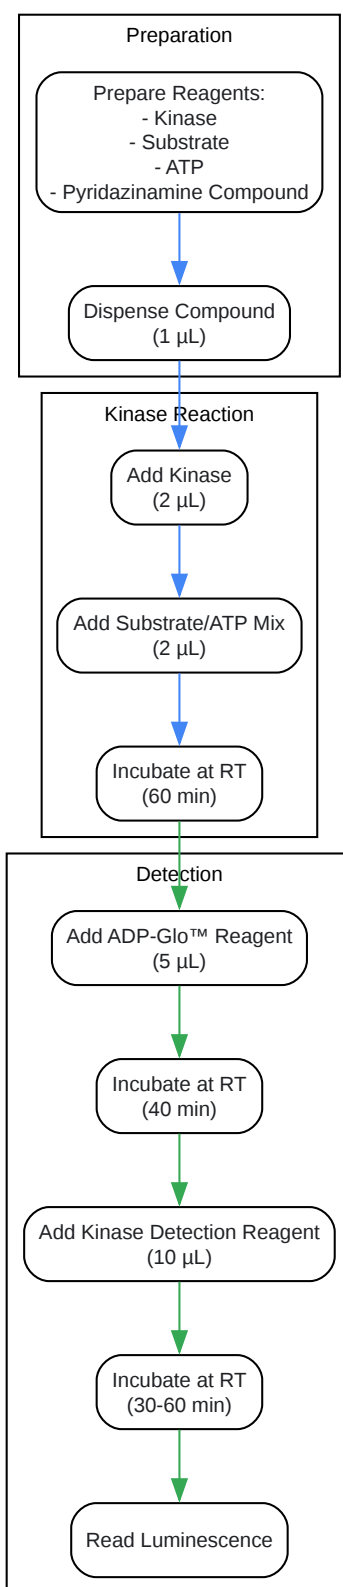 Preparation
Prepare Reagents:
- Kinase
- Substrate
- ATP
- Pyridazinamine Compound
Dispense Compound
(1 µL)
Kinase Reaction
Add Kinase
(2 µL)
Add Substrate/ATP Mix
(2 µL)
Incubate at RT
(60 min)
Detection
Add ADP-Glo™ Reagent
(5 µL)
Incubate at RT
(40 min)
Add Kinase Detection Reagent
(10 µL)
Incubate at RT
(30-60 min)
Read Luminescence